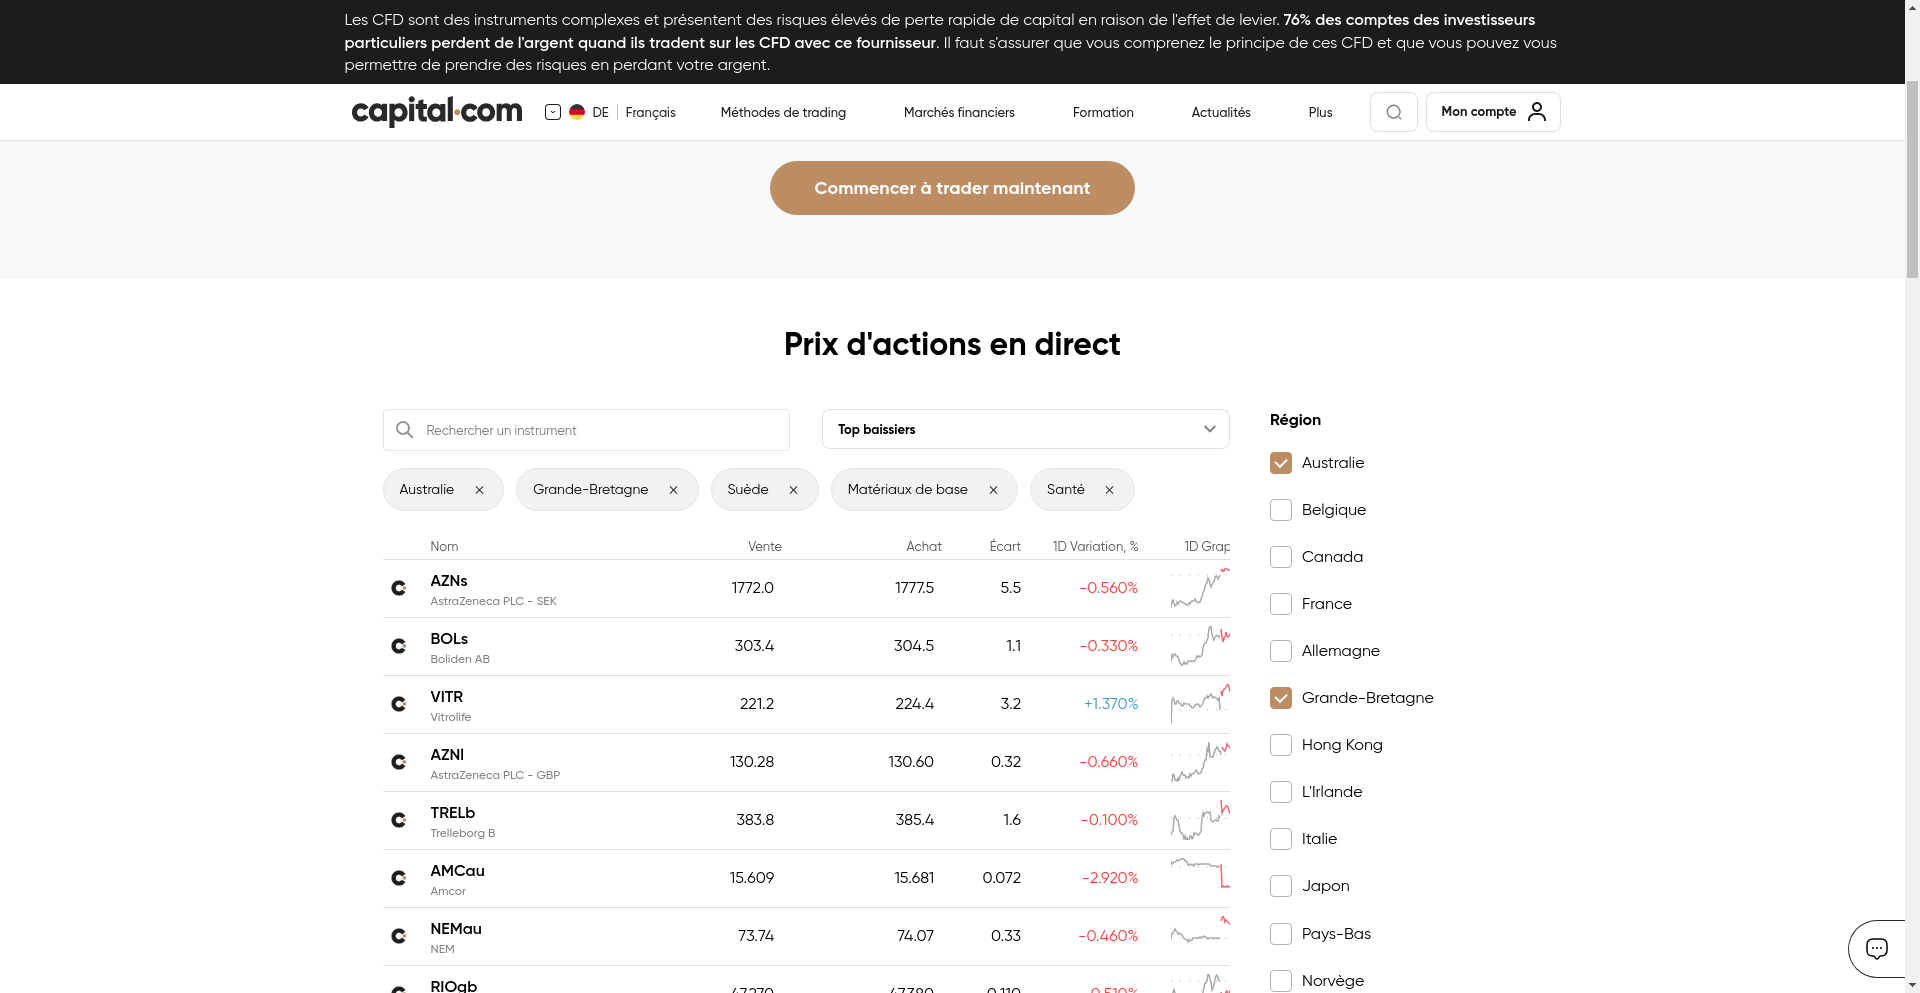 Les CFD sont des instruments complexes et présentent des risques élevés de perte rapide de capital en raison de l'effet de levier. 76% des comptes des investisseurs
particuliers perdent de l'argent quand ils tradent sur les CFD avec ce fournisseur. Il faut s'assurer que vous comprenez le principe de ces CFD et que vous pouvez vous
permettre de prendre des risques en perdant votre argent.
capital.com DE Français Méthodes de trading Marchés financiers Formation Actualités Plus Mon compte
Commencer à trader maintenant
Prix d'actions en direct
Rechercher un instrument
Top baissiers
Australie Grande-Bretagne Suède Matériaux de base Santé
Nom Vente Achat Écart 1D Variation, % 1D Grap
AZNs 1772.0 1777.5 5.5 -0.560%
AstraZeneca PLC - SEK
BOLs 303.4 304.5 1.1 -0.330%
Boliden AB
VITR 221.2 224.4 3.2 +1.370%
Vitrolife
AZNl 130.28 130.60 0.32 -0.660%
AstraZeneca PLC - GBP
TRELb 383.8 385.4 1.6 -0.100%
Trelleborg B
AMCau 15.609 15.681 0.072 -2.920%
Amcor
NEMau 73.74 74.07 0.33 -0.460%
NEM
RIOgb 47.270 47.380 0.110 -0.510%
Région
Australie
Belgique
Canada
France
Allemagne
Grande-Bretagne
Hong Kong
L'Irlande
Italie
Japon
Pays-Bas
Norvège